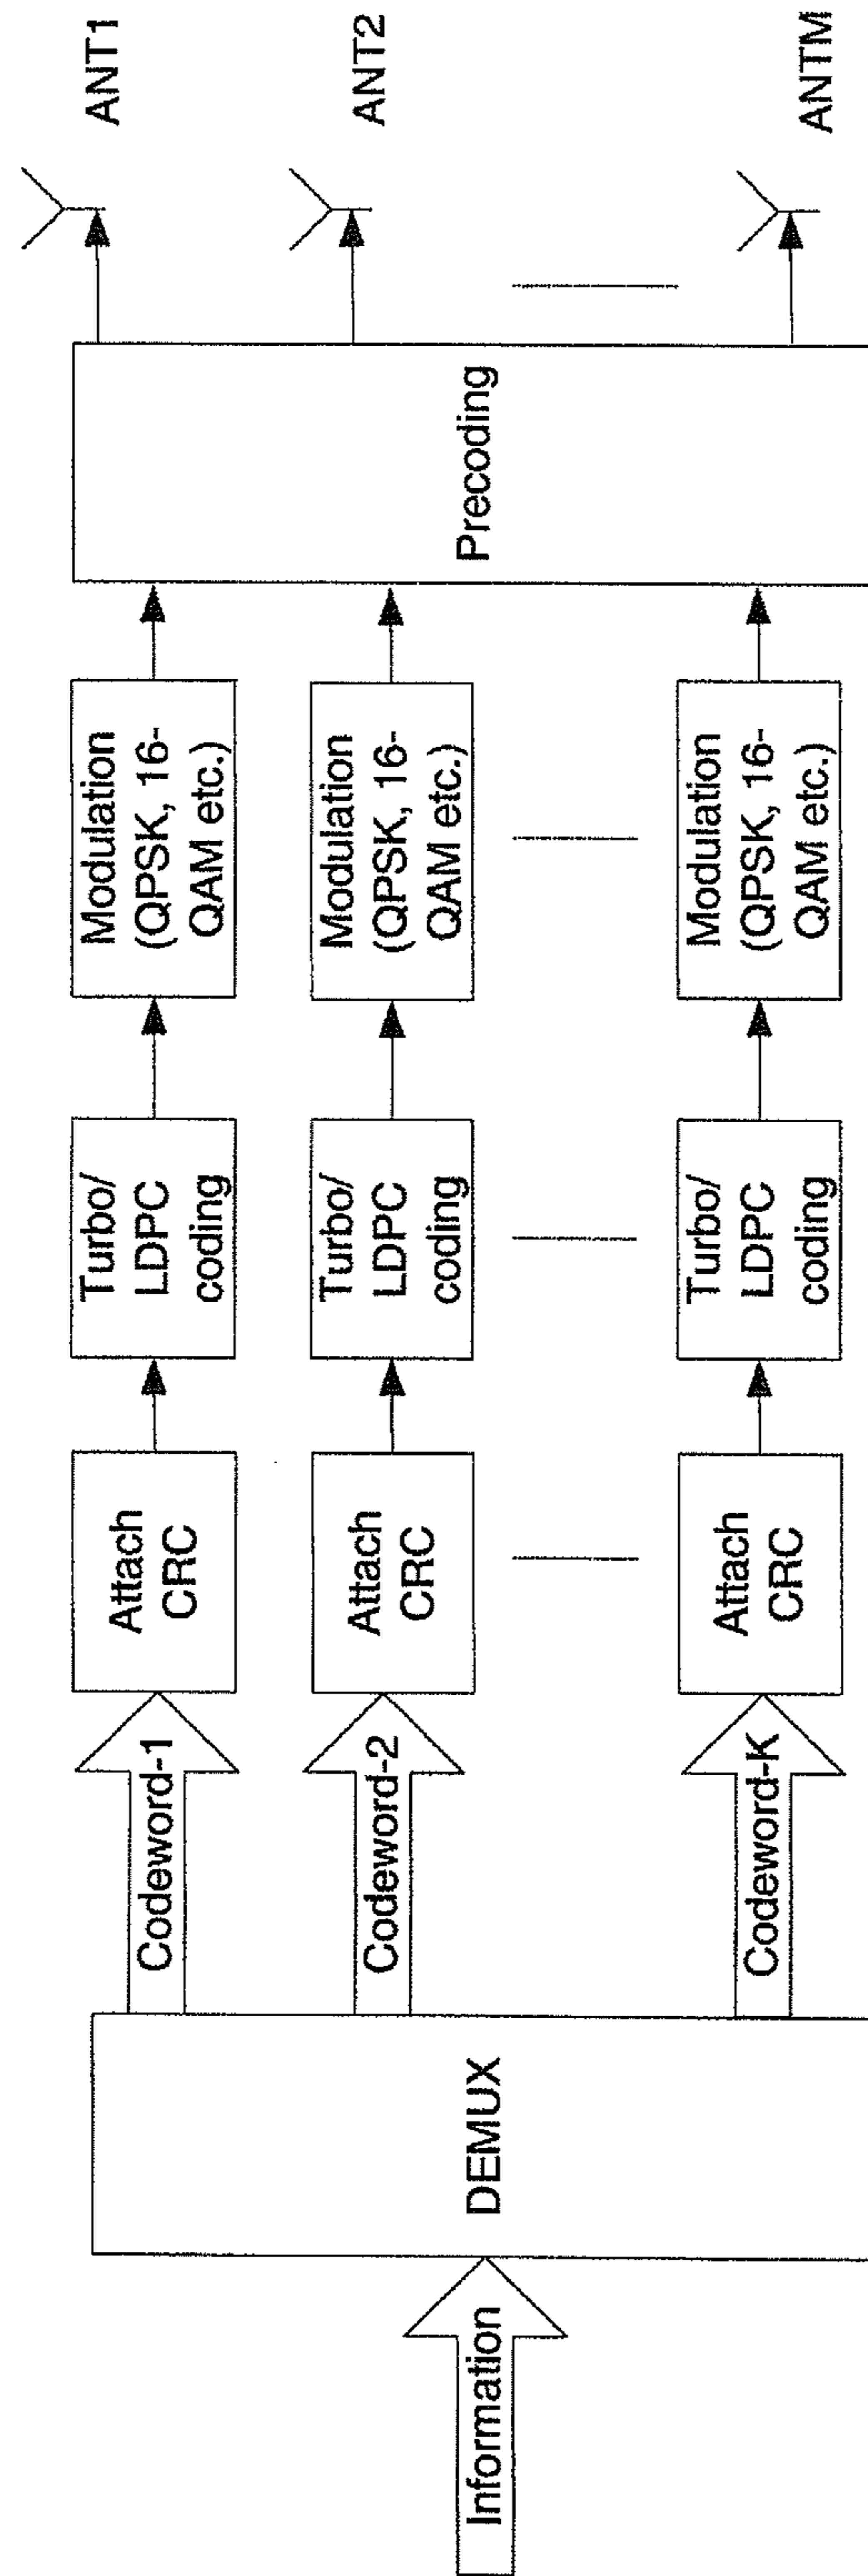 Information
DEMUX
Codeword-1
Attach
CRC
Turbo/
LDPC
coding
Modulation
(QPSK, 16-
QAM etc.)
Codeword-2
Attach
CRC
Turbo/
LDPC
coding
Modulation
(QPSK, 16-
QAM etc.)
Codeword-K
Attach
CRC
Turbo/
LDPC
coding
Modulation
(QPSK, 16-
QAM etc.)
Precoding
ANT1
ANT2
ANTM